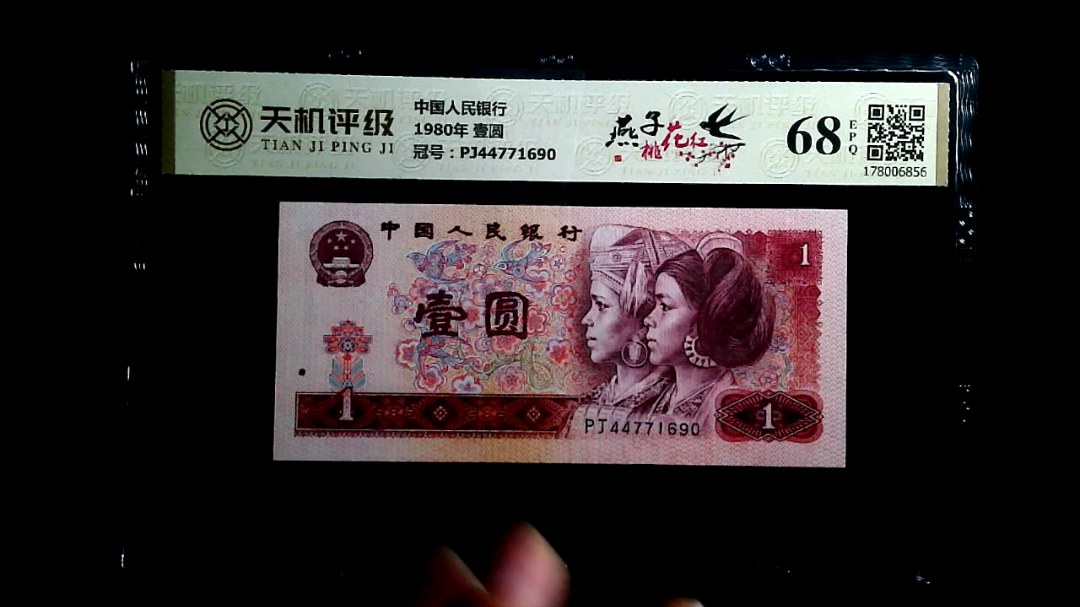 天机评级
TIAN JI PING JI
中国人民银行
1980年 壹圆
冠号：PJ44771690
燕子
桃花红
68
EPQ
178006856
中国人民银行
1
壹圆
1
PJ44771690
1